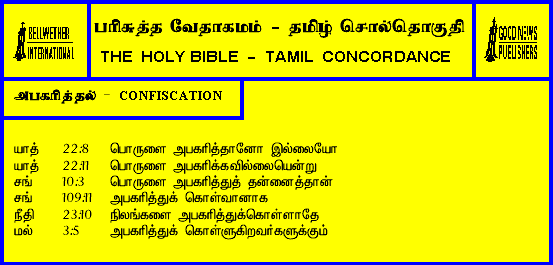 BELLWETHER
INTERNATIONAL
பரிசுத்த வேதாகமம் - தமிழ் சொல்தொகுதி
THE HOLY BIBLE - TAMIL CONCORDANCE
GOOD NEWS
PUBLISHERS
அபகரித்தல் - CONFISCATION
யாத் 22:8 பொருளை அபகரித்தானோ இல்லையோ
யாத் 22:11 பொருளை அபகரிக்கவில்லையென்று
சங் 10:3 பொருளை அபகரித்துத் தன்னைத்தான்
சங் 109:11 அபகரித்துக் கொள்வானாக
நீதி 23:10 நிலங்களை அபகரித்துக்கொள்ளாதே
மல் 3:5 அபகரித்துக் கொள்ளுகிறவர்களுக்கும்